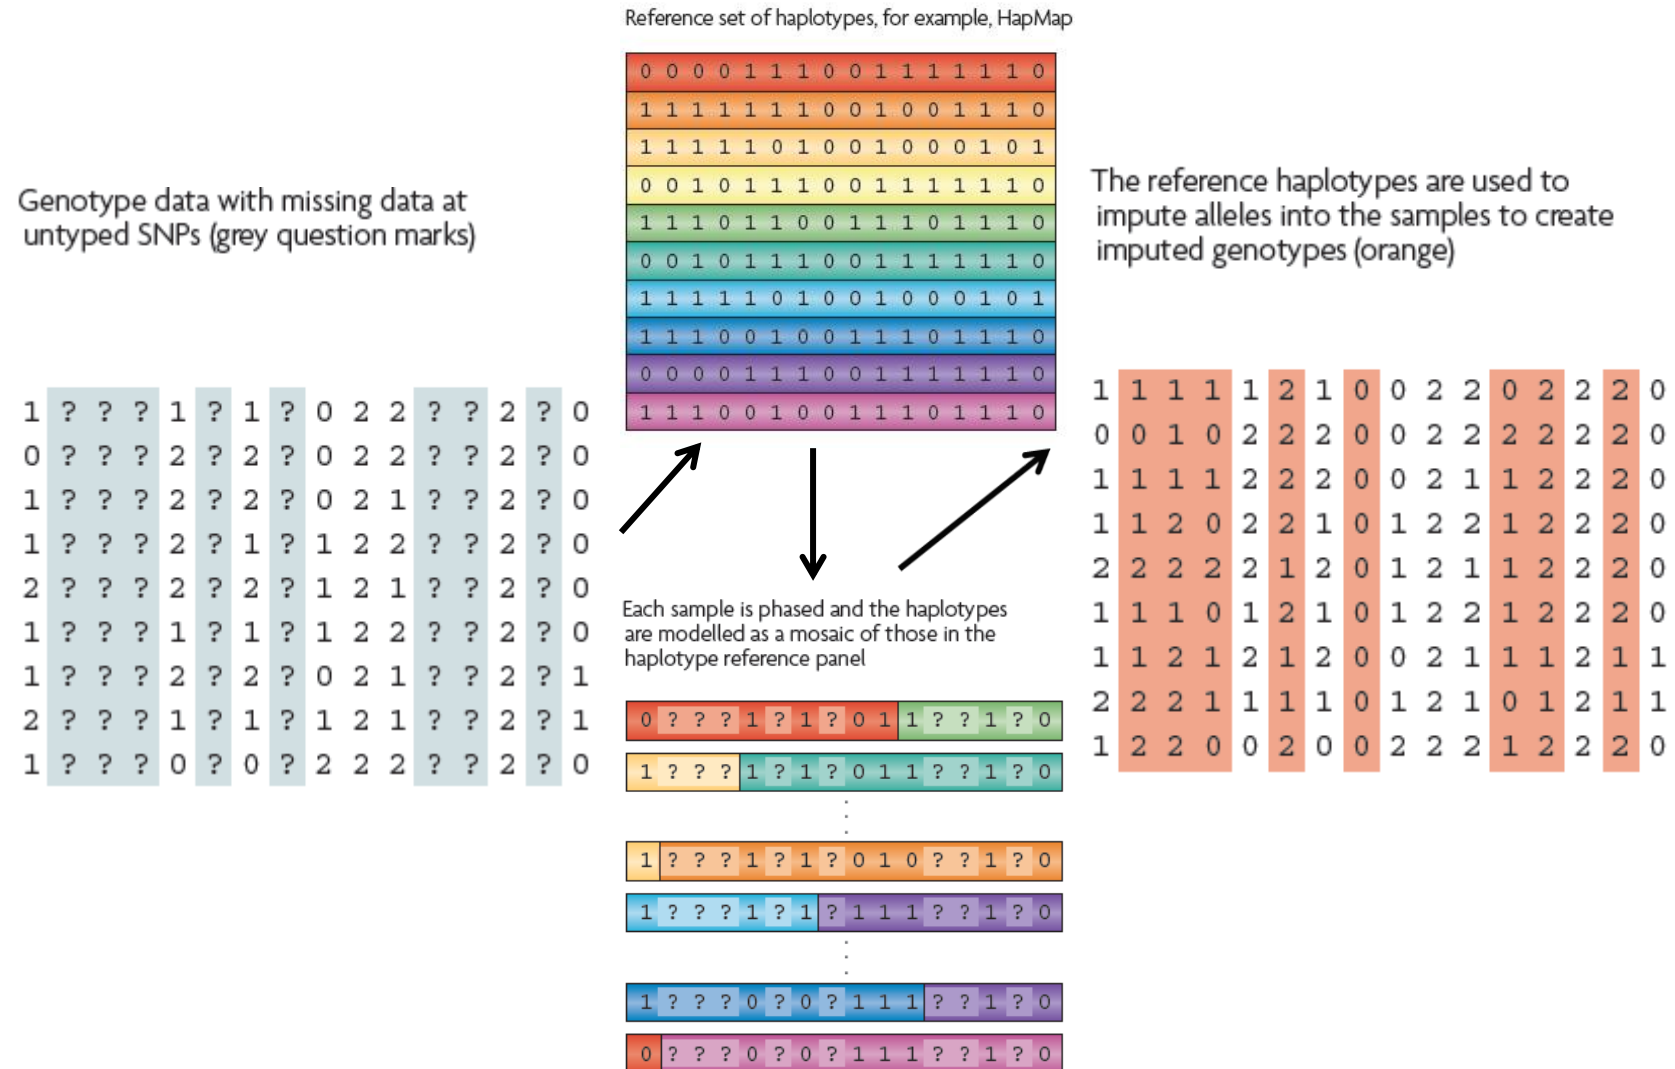 Reference set of haplotypes, for example, HapMap
0 0 0 0 1 1 1 0 0 1 1 1 1 1 1 0
1 1 1 1 1 1 1 0 0 1 0 0 1 1 1 0
1 1 1 1 1 0 1 0 0 1 0 0 0 1 0 1
0 0 1 0 1 1 1 0 0 1 1 1 1 1 1 0
1 1 1 0 1 1 0 0 1 1 1 0 1 1 1 0
0 0 1 0 1 1 1 0 0 1 1 1 1 1 1 0
1 1 1 1 1 0 1 0 0 1 0 0 0 1 0 1
1 1 1 0 0 1 0 0 1 1 1 0 1 1 1 0
0 0 0 0 1 1 1 0 0 1 1 1 1 1 1 0
1 1 1 0 0 1 0 0 1 1 1 0 1 1 1 0
Genotype data with missing data at
untyped SNPs (grey question marks)
1 ? ? ? 1 ? 1 ? 0 2 2 ? ? 2 ? 0
0 ? ? ? 2 ? 2 ? 0 2 2 ? ? 2 ? 0
1 ? ? ? 2 ? 2 ? 0 2 1 ? ? 2 ? 0
1 ? ? ? 2 ? 1 ? 1 2 2 ? ? 2 ? 0
2 ? ? ? 2 ? 2 ? 1 2 1 ? ? 2 ? 0
1 ? ? ? 1 ? 1 ? 1 2 2 ? ? 2 ? 0
1 ? ? ? 2 ? 2 ? 0 2 1 ? ? 2 ? 1
2 ? ? ? 1 ? 1 ? 1 2 1 ? ? 2 ? 1
1 ? ? ? 0 ? 0 ? 2 2 2 ? ? 2 ? 0
Each sample is phased and the haplotypes
are modelled as a mosaic of those in the
haplotype reference panel
0 ? ? ? 1 ? 1 ? 0 1 1 ? ? 1 ? 0
1 ? ? ? 1 ? 1 ? 0 1 1 ? ? 1 ? 0
1 ? ? ? 1 ? 1 ? 0 1 0 ? ? 1 ? 0
1 ? ? ? 1 ? 1 ? 1 1 1 ? ? 1 ? 0
1 ? ? ? 0 ? 0 ? 1 1 1 ? ? 1 ? 0
0 ? ? ? 0 ? 0 ? 1 1 1 ? ? 1 ? 0
The reference haplotypes are used to
impute alleles into the samples to create
imputed genotypes (orange)
1 1 1 1 1 2 1 0 0 2 2 0 2 2 2 0
0 0 1 0 2 2 2 0 0 2 2 2 2 2 2 0
1 1 1 1 2 2 2 0 0 2 1 1 2 2 2 0
1 1 2 0 2 2 1 0 1 2 2 1 2 2 2 0
2 2 2 2 2 1 2 0 1 2 1 1 2 2 2 0
1 1 1 0 1 2 1 0 1 2 2 1 2 2 2 0
1 1 2 1 2 1 2 0 0 2 1 1 1 2 1 1
2 2 2 1 1 1 1 0 1 2 1 0 1 2 1 1
1 2 2 0 0 2 0 0 2 2 2 1 2 2 2 0